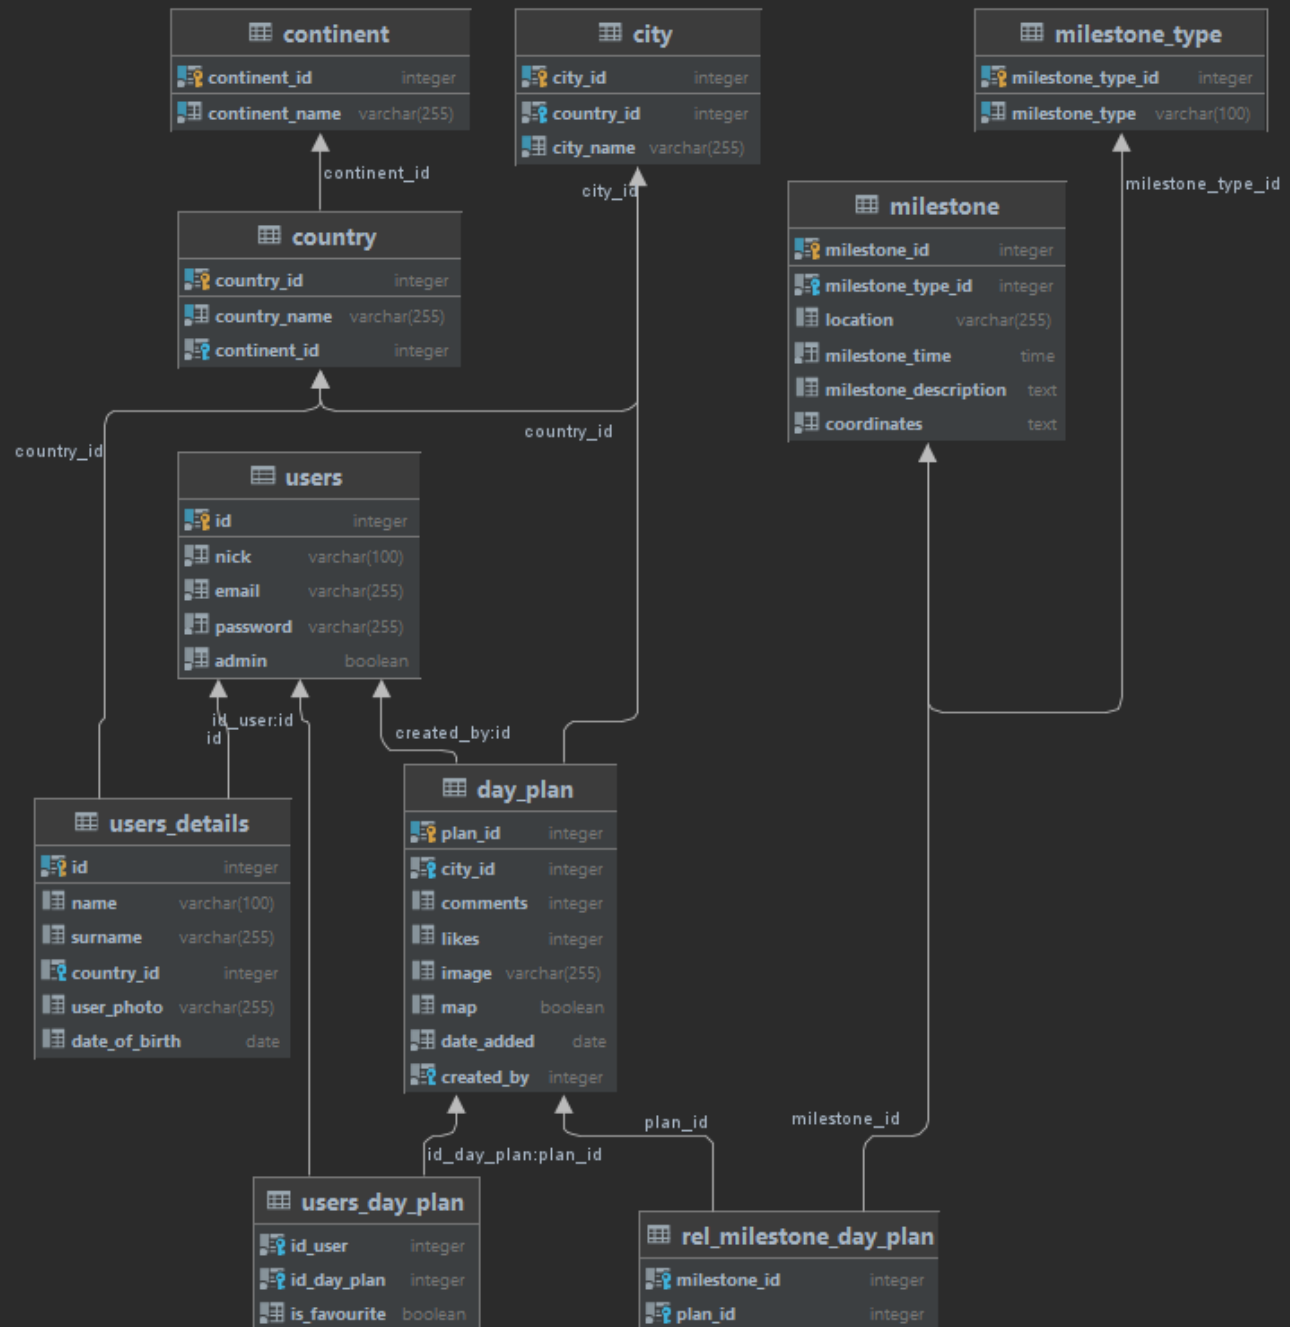 continent
continent_id integer
continent_name varchar(255)
city
city_id integer
country_id integer
city_name varchar(255)
milestone_type
milestone_type_id integer
milestone_type varchar(100)
continent_id
city_id
milestone_type_id
country
country_id integer
country_name varchar(255)
continent_id integer
milestone
milestone_id integer
milestone_type_id integer
location varchar(255)
milestone_time time
milestone_description text
coordinates text
country_id
country_id
users
id integer
nick varchar(100)
email varchar(255)
password varchar(255)
admin boolean
id_user:id
id
created_by:id
users_details
id integer
name varchar(100)
surname varchar(255)
country_id integer
user_photo varchar(255)
date_of_birth date
day_plan
plan_id integer
city_id integer
comments integer
likes integer
image varchar(255)
map boolean
date_added date
created_by integer
plan_id
milestone_id
id_day_plan:plan_id
users_day_plan
id_user integer
id_day_plan integer
is_favourite boolean
rel_milestone_day_plan
milestone_id integer
plan_id integer